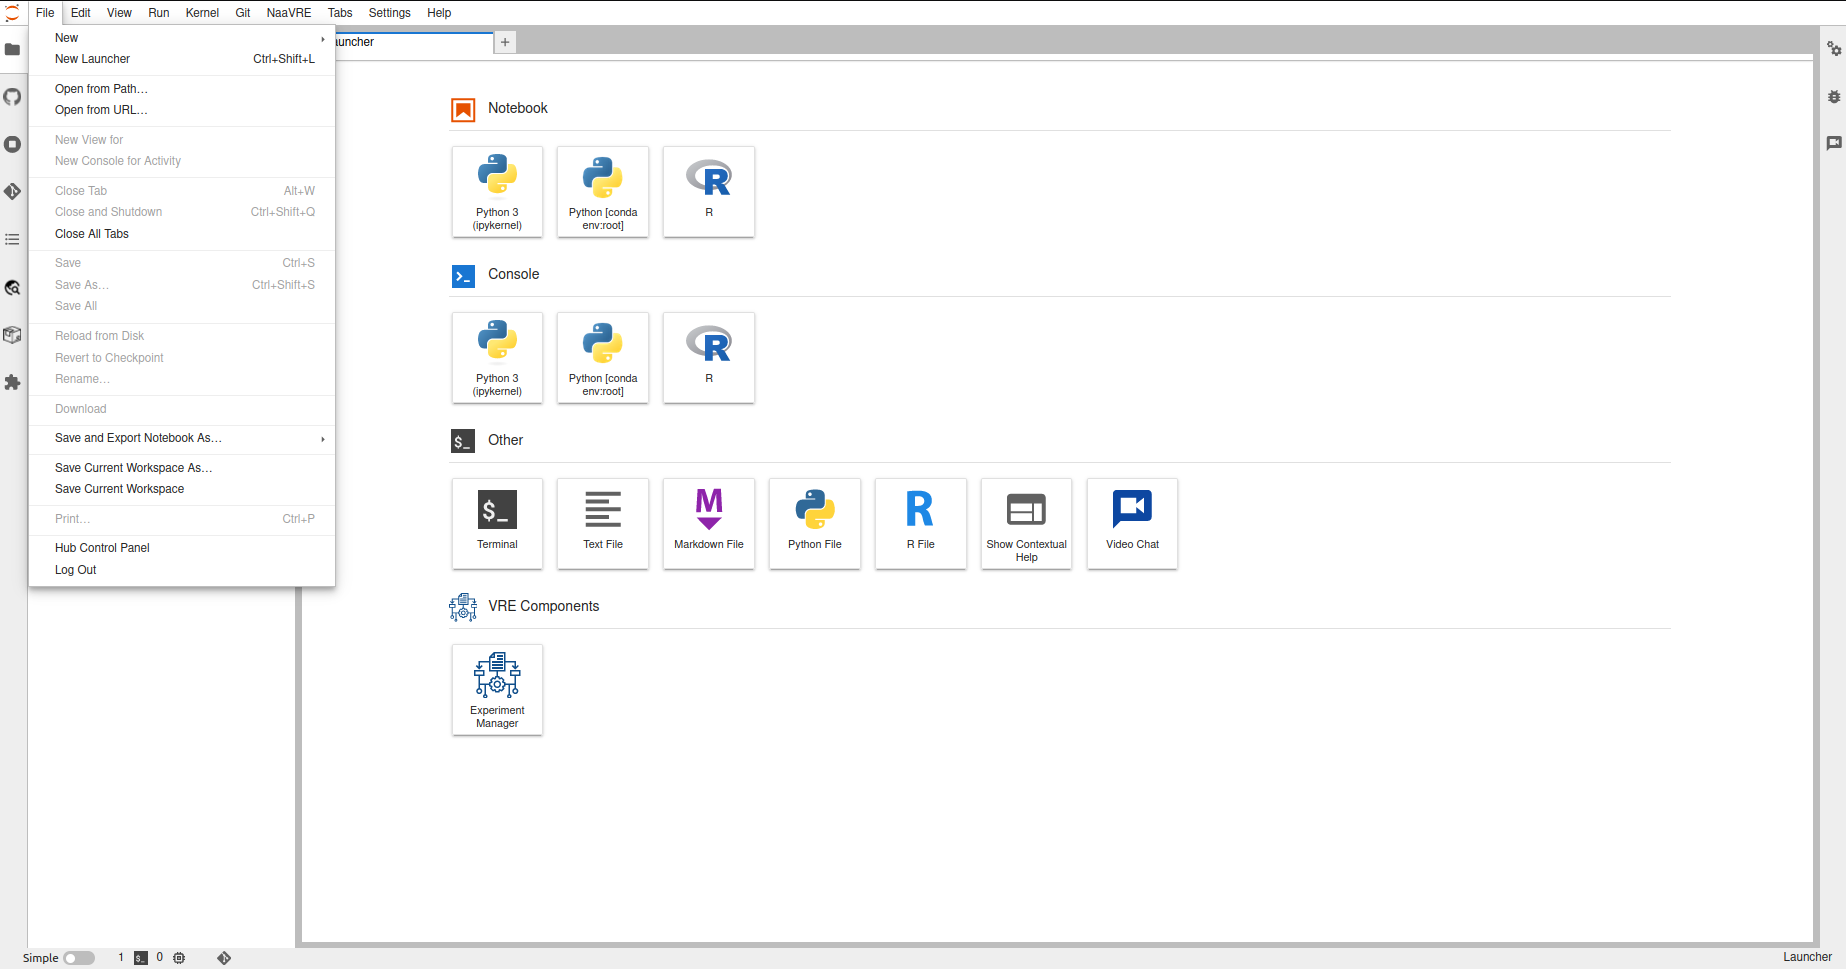 File Edit View Run Kernel Git NaaVRE Tabs Settings Help
New
New Launcher Ctrl+Shift+L
Open from Path…
Open from URL…
New View for
New Console for Activity
Close Tab Alt+W
Close and Shutdown Ctrl+Shift+Q
Close All Tabs
Save Ctrl+S
Save As… Ctrl+Shift+S
Save All
Reload from Disk
Revert to Checkpoint
Rename…
Download
Save and Export Notebook As…
Save Current Workspace As…
Save Current Workspace
Print… Ctrl+P
Hub Control Panel
Log Out
auncher +
Notebook
Python 3
(ipykernel)
Python [conda
env:root]
R
Console
Python 3
(ipykernel)
Python [conda
env:root]
R
$_ Other
$_
Terminal
Text File
M
Markdown File
Python File
R
R File
Show Contextual
Help
Video Chat
VRE Components
Experiment
Manager
Simple 1 $_ 0
Launcher